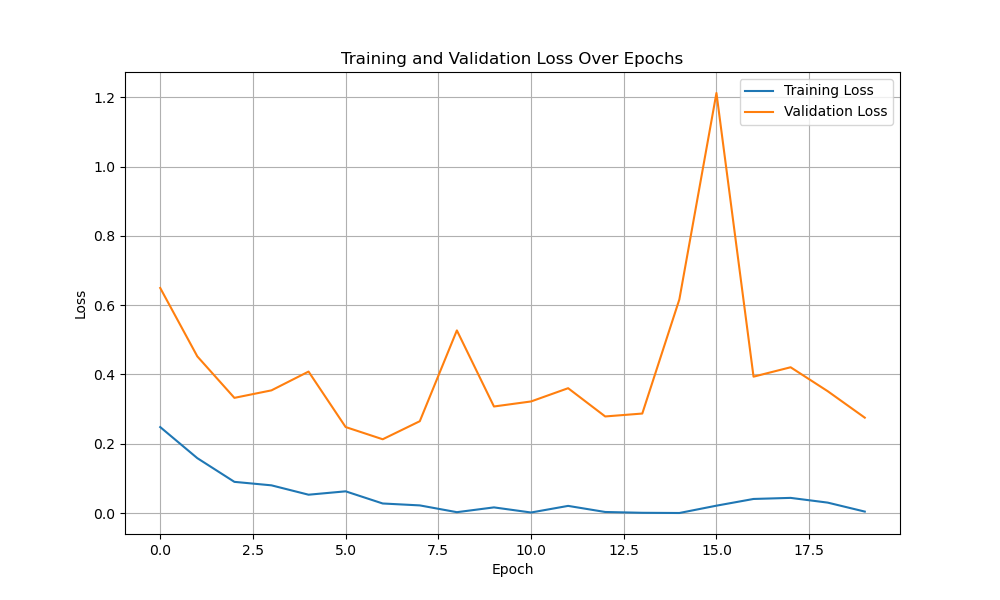 Training and Validation Loss Over Epochs
Training Loss
Validation Loss
1.2
1.0
0.8
0.6
0.4
0.2
0.0
Loss
0.0 2.5 5.0 7.5 10.0 12.5 15.0 17.5
Epoch